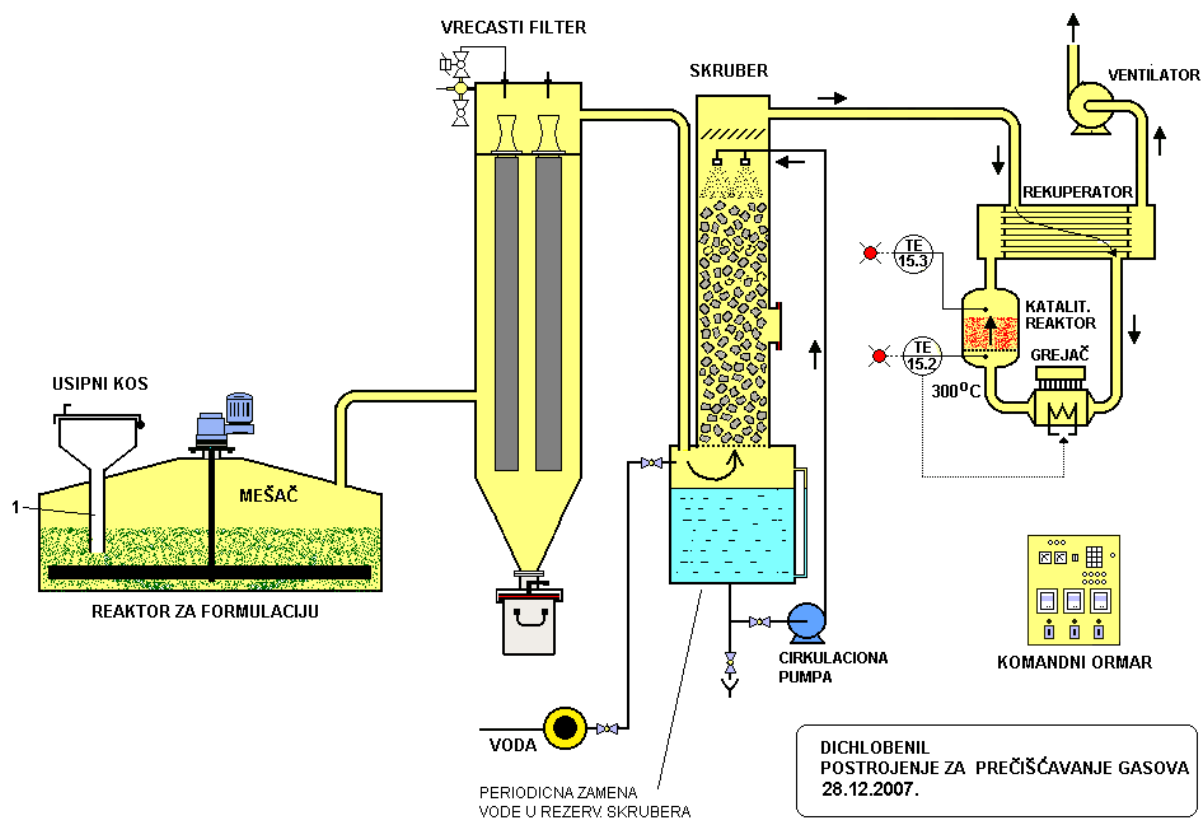 VRECASTI FILTER
SKRUBER
VENTILATOR
REKUPERATOR
TE
15.3
KATALIT.
REAKTOR
TE
15.2
GREJAČ
300°C
USIPNI KOS
MEŠAČ
1
REAKTOR ZA FORMULACIJU
CIRKULACIONA
PUMPA
KOMANDNI ORMAR
VODA
PERIODICNA ZAMENA
VODE U REZERV. SKRUBERA
DICHLOBENIL
POSTROJENJE ZA PREČIŠĆAVANJE GASOVA
28.12.2007.